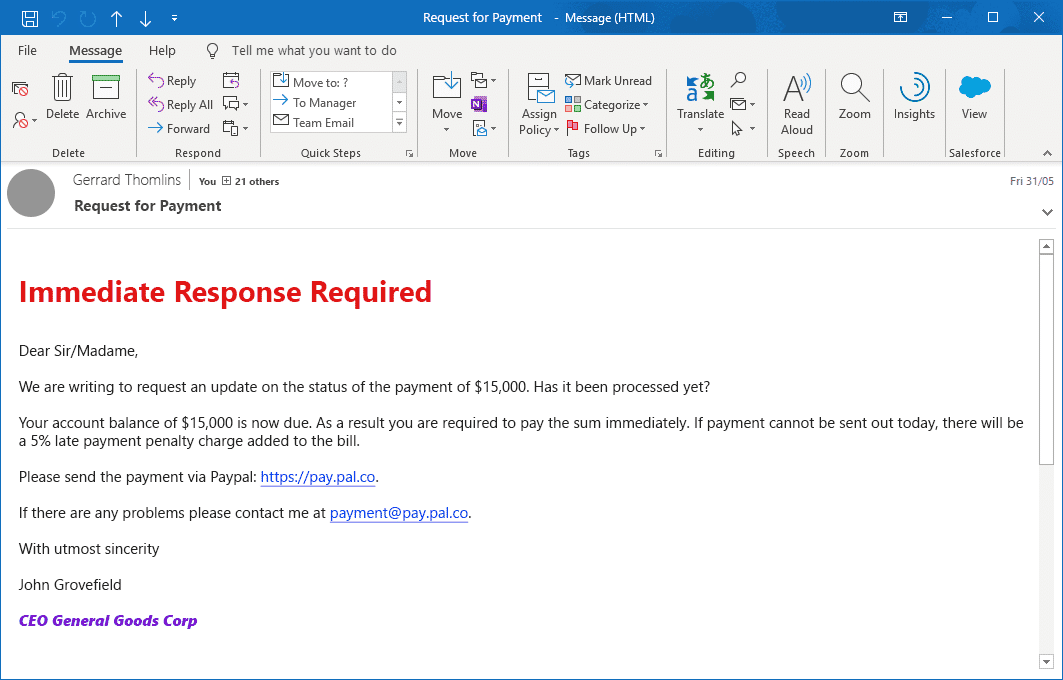 Request for Payment - Message (HTML)
File Message Help Tell me what you want to do
Delete Archive
Delete
Reply
Reply All
Forward
Respond
Move to: ?
To Manager
Team Email
Quick Steps
Move
Move
Assign Policy
Mark Unread
Categorize
Follow Up
Tags
Translate
Editing
Read Aloud
Speech
Zoom
Zoom
Insights
View
Salesforce
Gerrard Thomlins You 21 others Fri 31/05
Request for Payment
Immediate Response Required
Dear Sir/Madame,
We are writing to request an update on the status of the payment of $15,000. Has it been processed yet?
Your account balance of $15,000 is now due. As a result you are required to pay the sum immediately. If payment cannot be sent out today, there will be
a 5% late payment penalty charge added to the bill.
Please send the payment via Paypal: https://pay.pal.co.
If there are any problems please contact me at payment@pay.pal.co.
With utmost sincerity
John Grovefield
CEO General Goods Corp